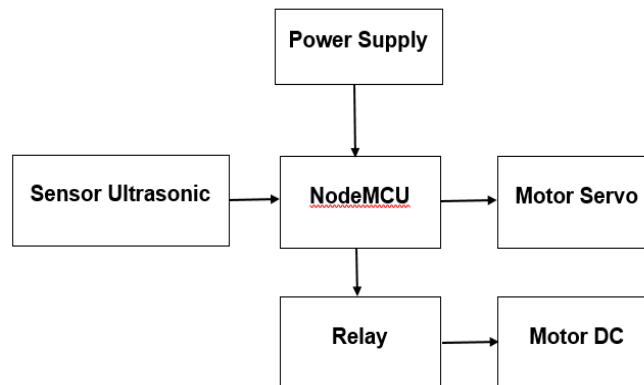 Power Supply
Sensor Ultrasonic
NodeMCU
Motor Servo
Relay
Motor DC